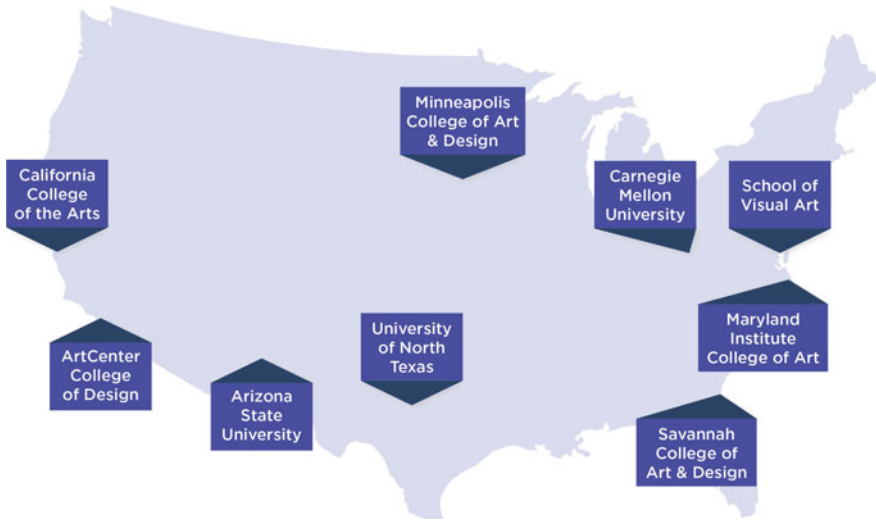 Minneapolis
College of Art
& Design
California
College
of the Arts
Carnegie
Mellon
University
School of
Visual Art
ArtCenter
College
of Design
Arizona
State
University
University
of North
Texas
Maryland
Institute
College of Art
Savannah
College of
Art & Design